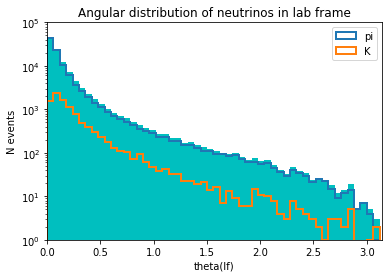 Angular distribution of neutrinos in lab frame
pi
K
10^5
10^4
10^3
10^2
10^1
10^0
N events
0.0 0.5 1.0 1.5 2.0 2.5 3.0
theta(lf)